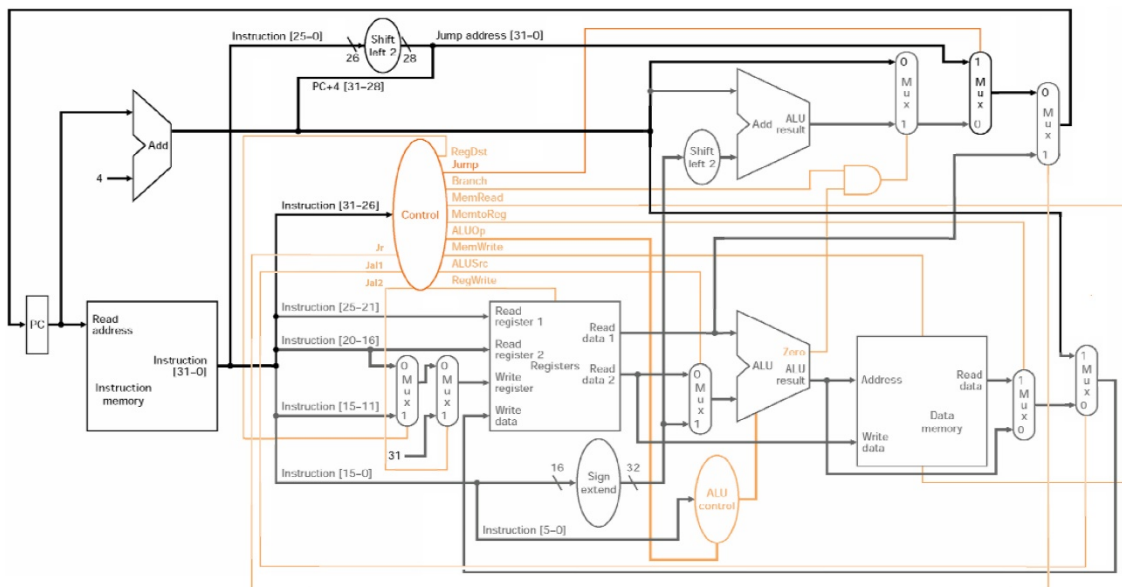 Instruction [25–0]
26
Shift
left 2
28
Jump address [31–0]
PC+4 [31–28]
Add
4
0
M
u
x
1
1
M
u
x
0
0
M
u
x
1
Add
ALU
result
Shift
left 2
RegDst
Jump
Branch
MemRead
MemtoReg
ALUOp
MemWrite
ALUSrc
RegWrite
Instruction [31–26]
Control
Jr
Jal1
Jal2
PC
Read
address
Instruction
[31–0]
Instruction
memory
Instruction [25–21]
Instruction [20–16]
Instruction [15–11]
Instruction [15–0]
Instruction [5–0]
0
M
u
x
1
0
M
u
x
1
31
Read
register 1
Read
register 2
Write
register
Write
data
Registers
Read
data 1
Read
data 2
16
Sign
extend
32
0
M
u
x
1
Zero
ALU
ALU
result
ALU
control
Address
Write
data
Read
data
Data
memory
1
M
u
x
0
1
M
u
x
0